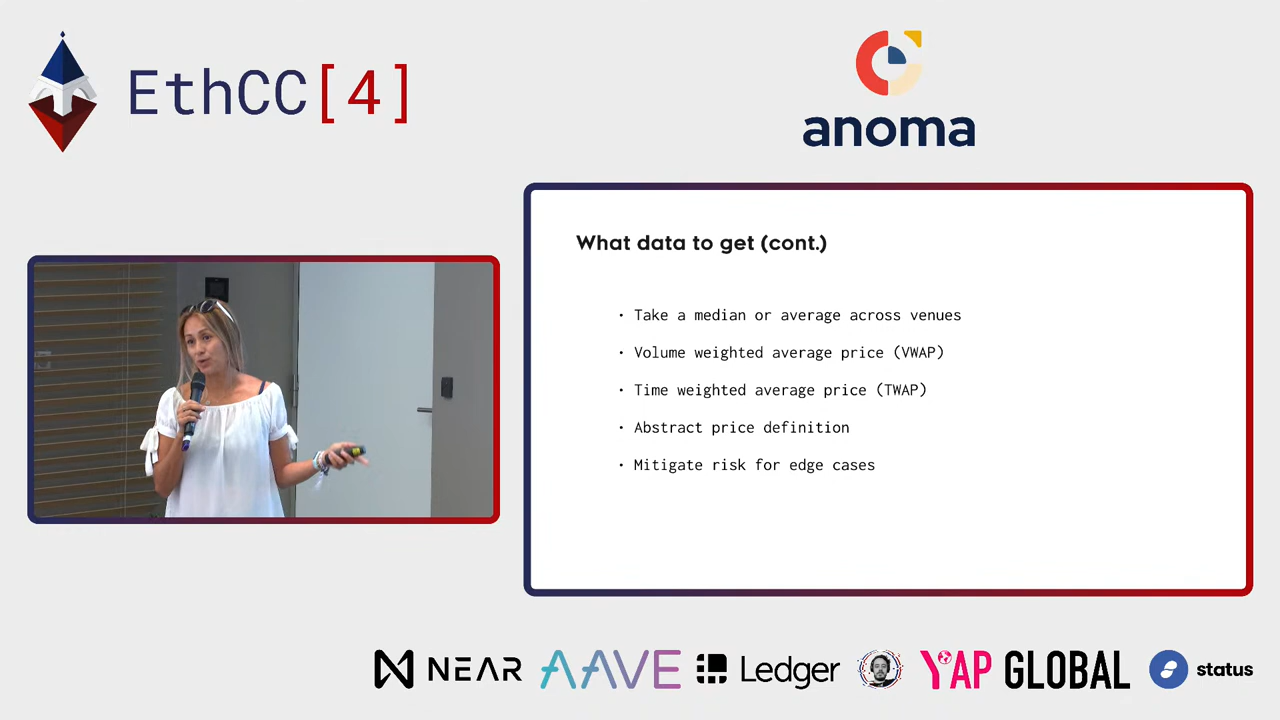 EthCC[4]
anoma
What data to get (cont.)
• Take a median or average across venues
• Volume weighted average price (VWAP)
• Time weighted average price (TWAP)
• Abstract price definition
• Mitigate risk for edge cases
NEAR
AAVE
Ledger
YAP GLOBAL
status